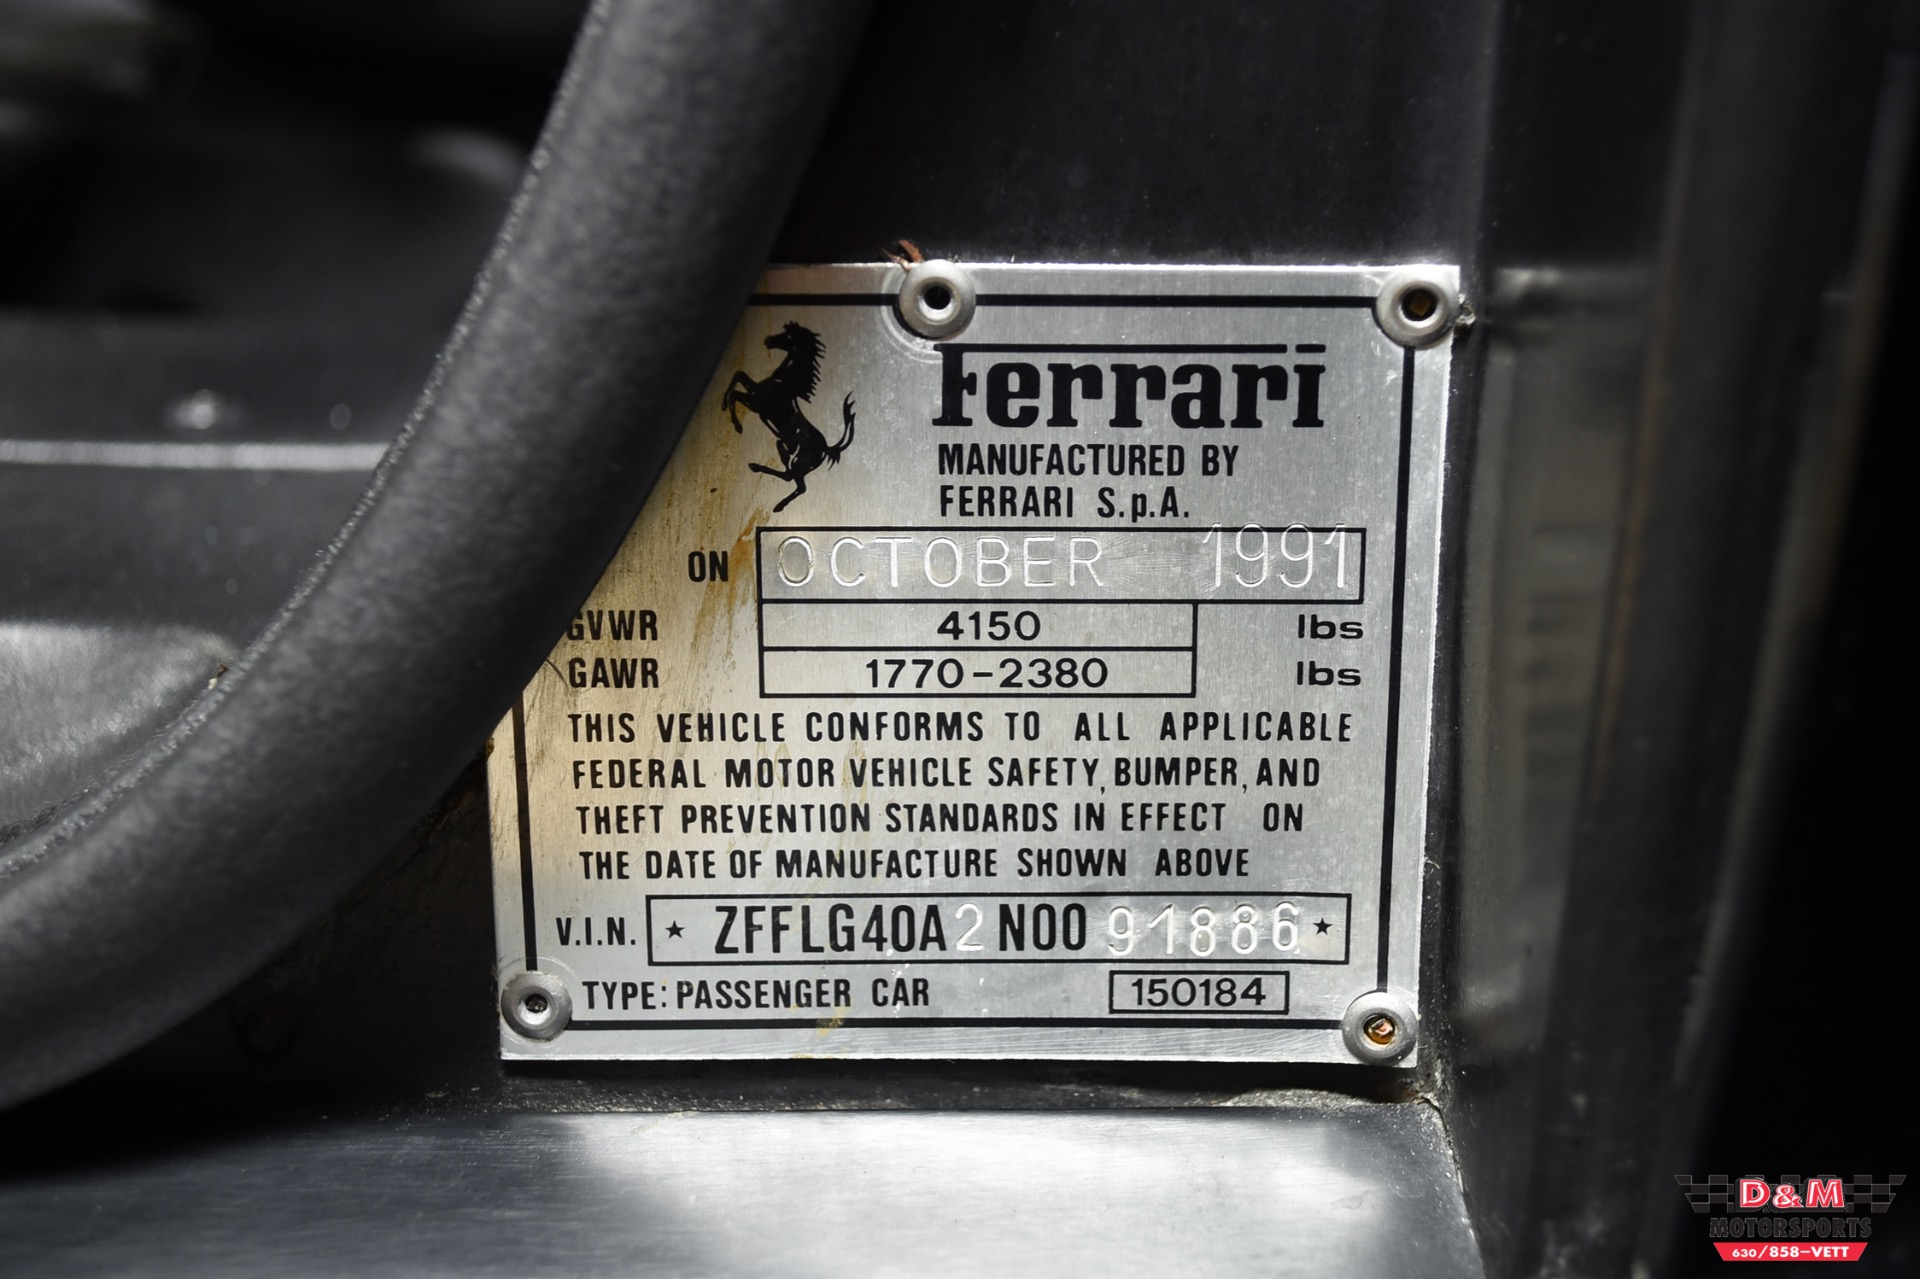 Ferrari
MANUFACTURED BY
FERRARI S.p.A.
ON OCTOBER 1991
GVWR 4150 lbs
GAWR 1770-2380 lbs
THIS VEHICLE CONFORMS TO ALL APPLICABLE
FEDERAL MOTOR VEHICLE SAFETY, BUMPER, AND
THEFT PREVENTION STANDARDS IN EFFECT ON
THE DATE OF MANUFACTURE SHOWN ABOVE
V.I.N. ★ ZFFLG40A2N0091886 ★
TYPE: PASSENGER CAR 150184
D&M
MOTORSPORTS
630/858-VETT